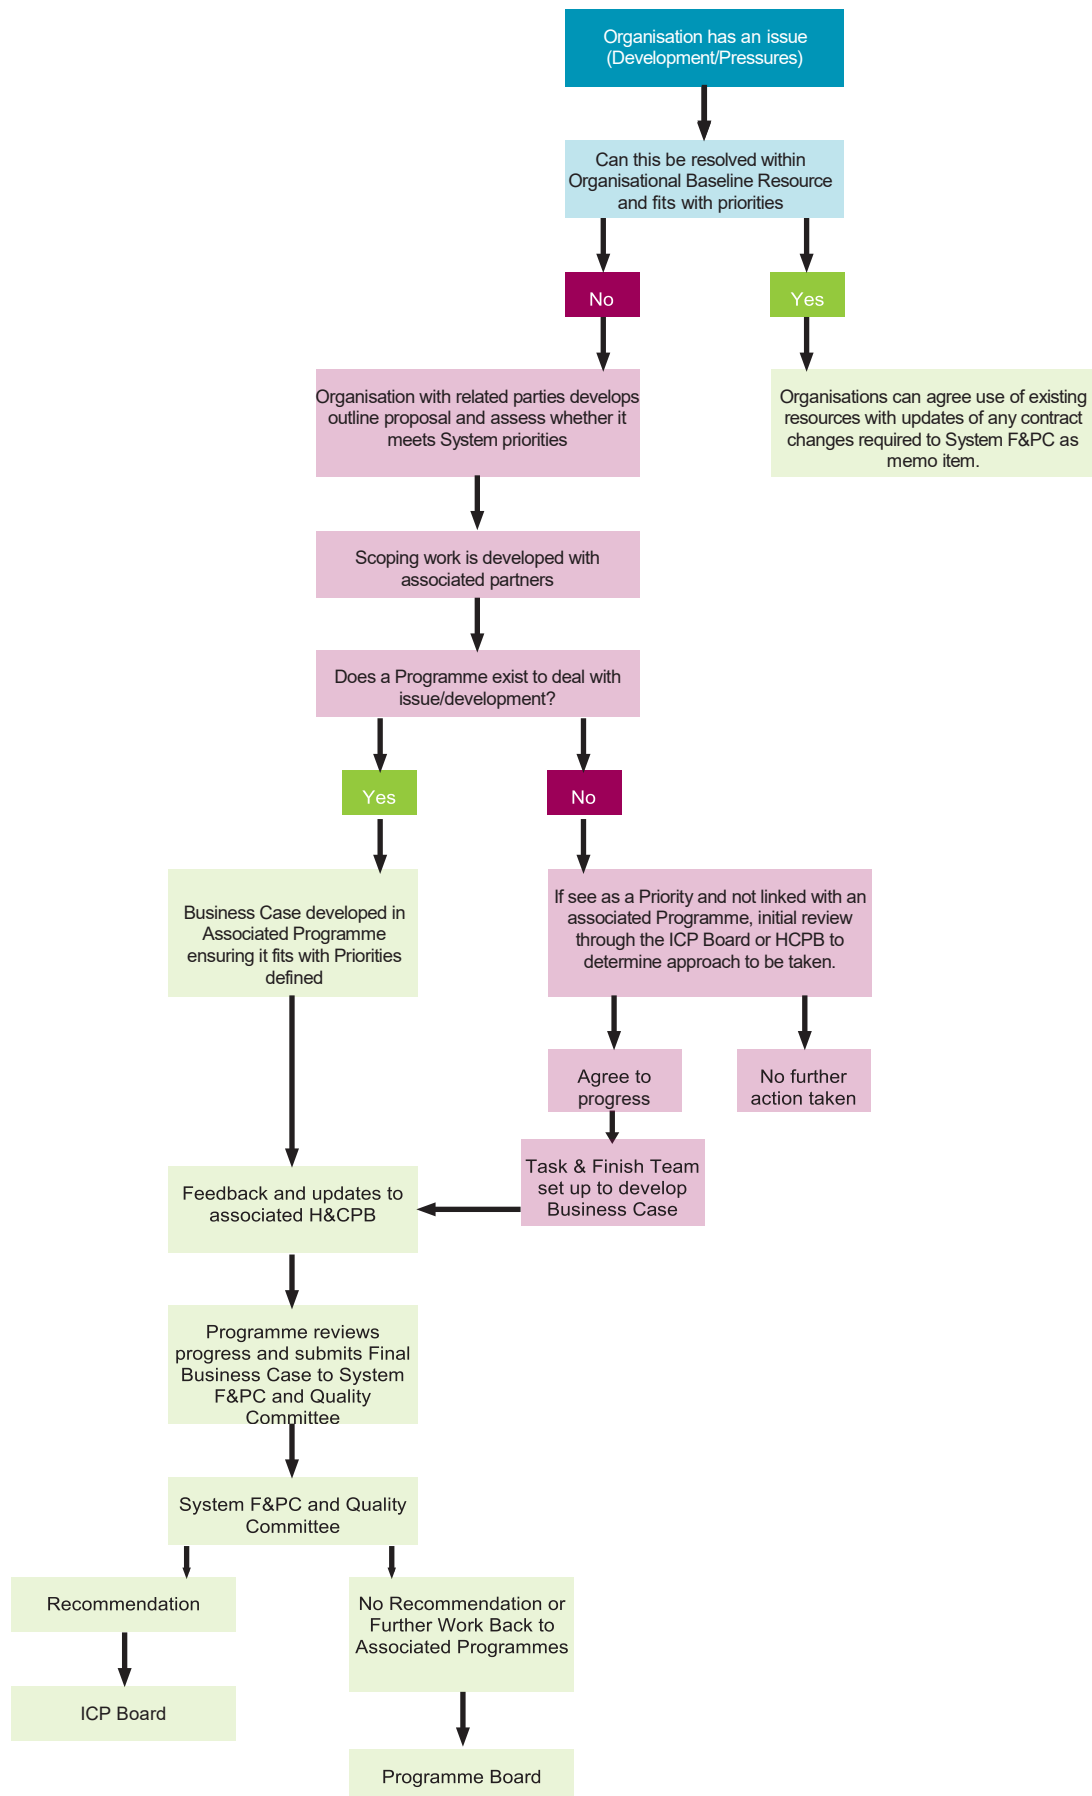 Organisation has an issue
(Development/Pressures)
Can this be resolved within
Organisational Baseline Resource
and fits with priorities
No
Yes
Organisation with related parties develops
outline proposal and assess whether it
meets System priorities
Organisations can agree use of existing
resources with updates of any contract
changes required to System F&PC as
memo item.
Scoping work is developed with
associated partners
Does a Programme exist to deal with
issue/development?
Yes
No
Business Case developed in
Associated Programme
ensuring it fits with Priorities
defined
If see as a Priority and not linked with an
associated Programme, initial review
through the ICP Board or HCPB to
determine approach to be taken.
Agree to
progress
No further
action taken
Task & Finish Team
set up to develop
Business Case
Feedback and updates to
associated H&CPB
Programme reviews
progress and submits Final
Business Case to System
F&PC and Quality
Committee
System F&PC and Quality
Committee
Recommendation
No Recommendation or
Further Work Back to
Associated Programmes
ICP Board
Programme Board